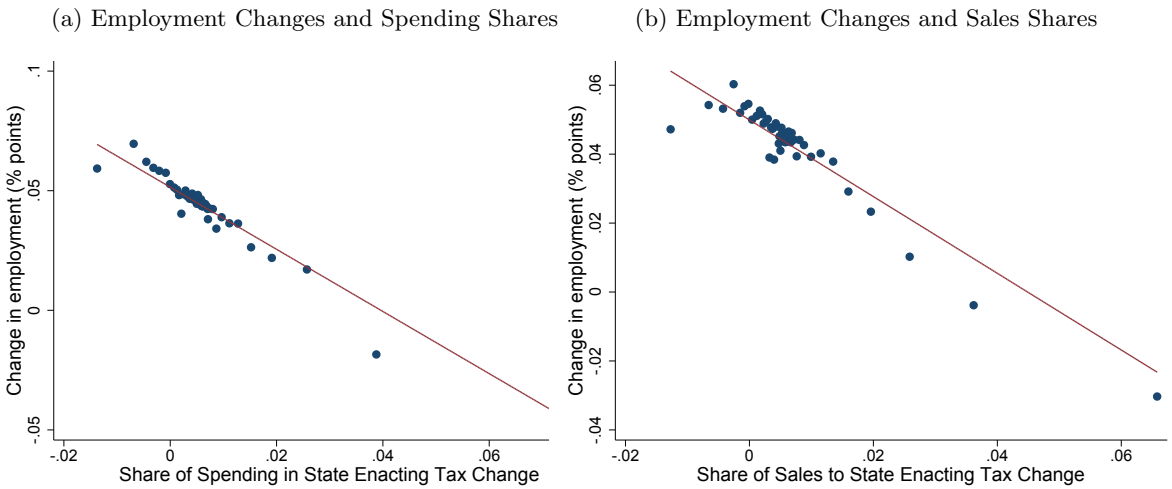 (a) Employment Changes and Spending Shares
Change in employment (% points)
.1
.05
0
-.05
-.02 0 .02 .04 .06
Share of Spending in State Enacting Tax Change
(b) Employment Changes and Sales Shares
Change in employment (% points)
.06
.04
.02
0
-.02
-.04
-.02 0 .02 .04 .06
Share of Sales to State Enacting Tax Change